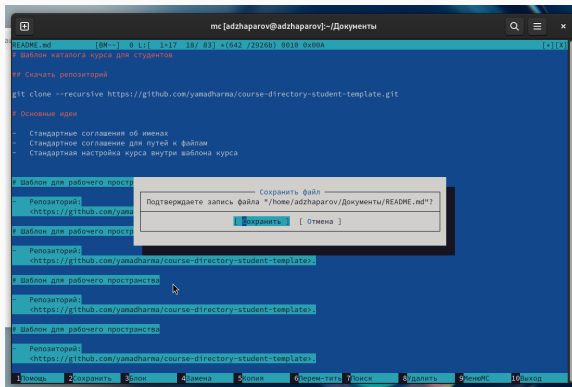 mc [adzhaparov@adzhaparov]:~/Документы
README.md [BM--] 0 L:[ 1+17 18/ 83] *(642 /2926b) 0010 0x00A [*][X]
# Шаблон каталога курса для студентов
## Скачать репозиторий
git clone --recursive https://github.com/yamadharma/course-directory-student-template.git
# Основные идеи
- Стандартные соглашения об именах
- Стандартное соглашение для путей к файлам
- Стандартная настройка курса внутри шаблона курса
# Шаблон для рабочего простр
- Репозиторий:
<https://github.com/yama
Сохранить файл
Подтверждаете запись файла "/home/adzhaparov/Документы/README.md"?
[ Сохранить ] [ Отмена ]
# Шаблон для рабочего простр
- Репозиторий:
<https://github.com/yamadharma/course-directory-student-template>.
# Шаблон для рабочего пространства
- Репозиторий:
<https://github.com/yamadharma/course-directory-student-template>.
# Шаблон для рабочего пространства
- Репозиторий:
<https://github.com/yamadharma/course-directory-student-template>.
1Помощь 2Сохранить 3Блок 4Замена 5Копия 6Перем~тить 7Поиск 8Удалить 9МенюMC 10Выход